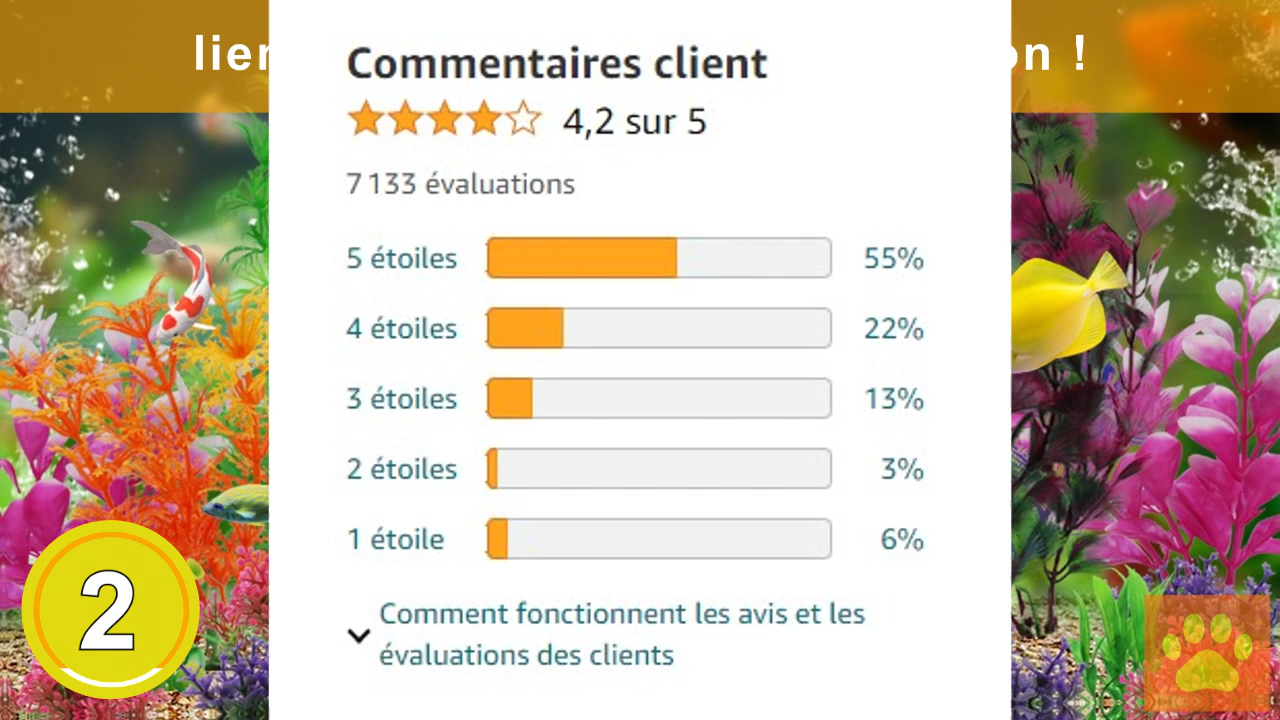 Commentaires client
4,2 sur 5
7 133 évaluations
5 étoiles 55%
4 étoiles 22%
3 étoiles 13%
2 étoiles 3%
1 étoile 6%
Comment fonctionnent les avis et les
évaluations des clients
2